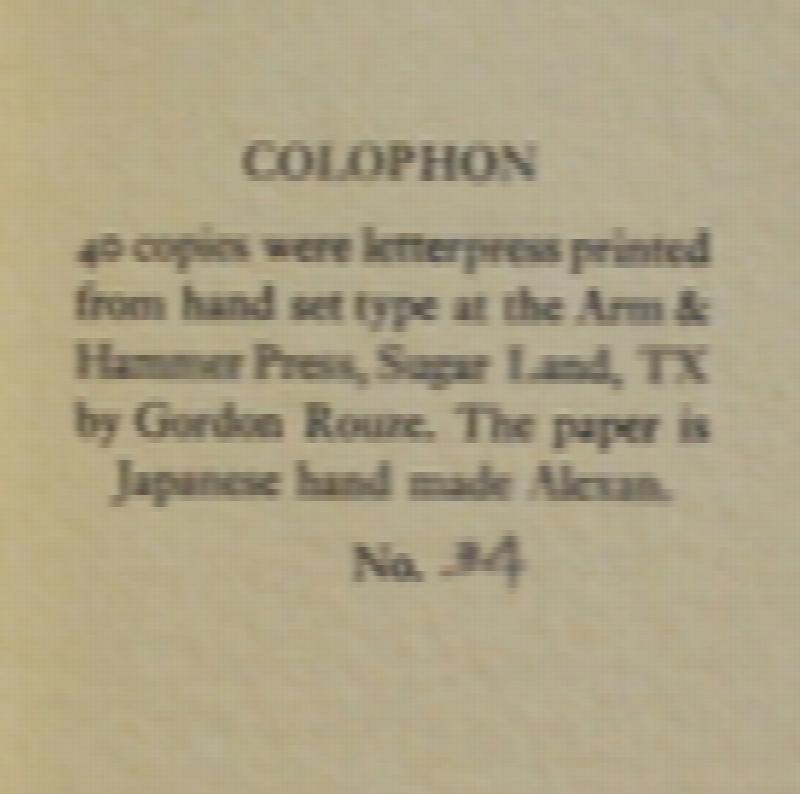 COLOPHON
40 copies were letterpress printed
from hand set type at the Arm &
Hammer Press, Sugar Land, TX
by Gordon Rouze. The paper is
Japanese hand made Alexan.
No. 34